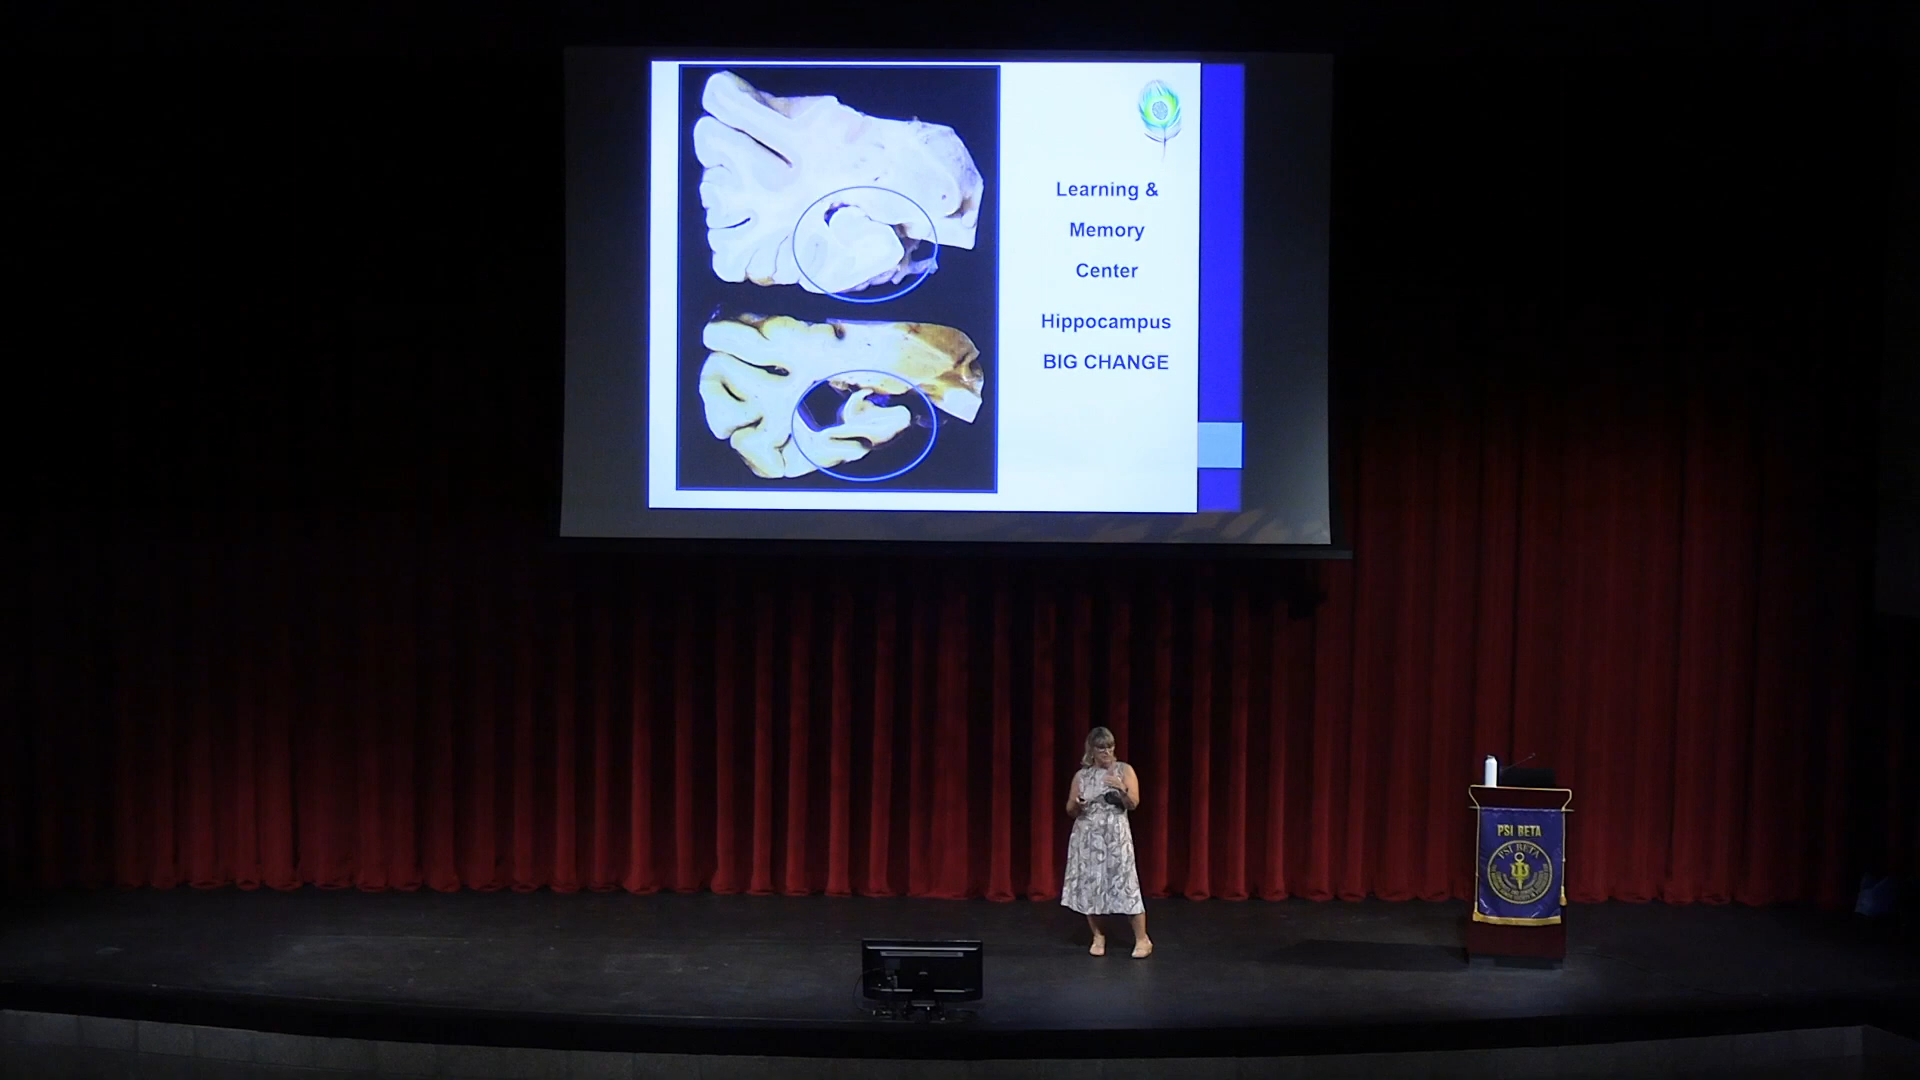 Learning &
Memory
Center
Hippocampus
BIG CHANGE
PSI BETA
PSI BETA